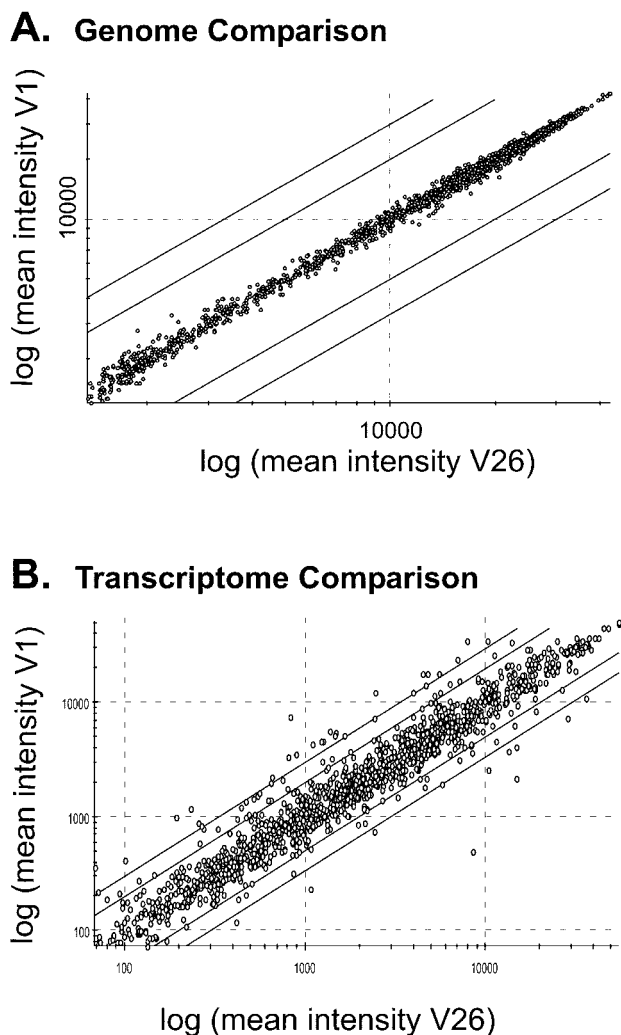 A. Genome Comparison
log (mean intensity V1)
10000
10000
log (mean intensity V26)
B. Transcriptome Comparison
log (mean intensity V1)
10000
1000
100
100
1000
10000
log (mean intensity V26)